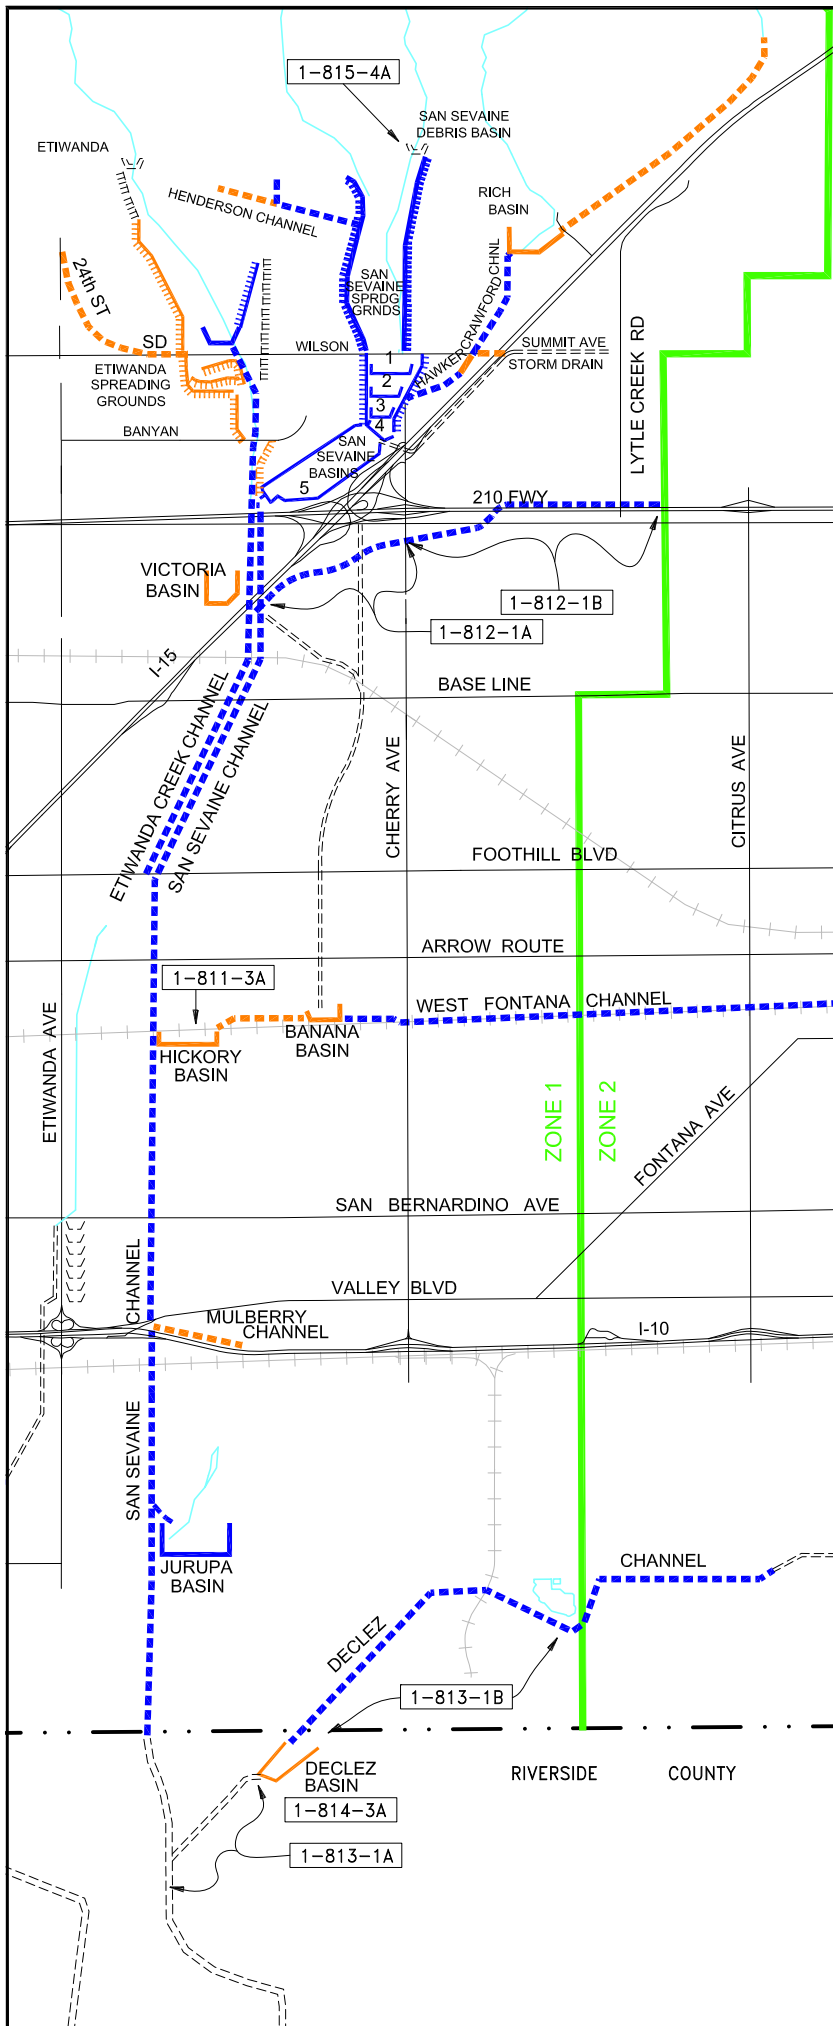 1-815-4A
SAN SEVAINE
DEBRIS BASIN
ETIWANDA
HENDERSON CHANNEL
RICH
BASIN
24th ST
SD
SAN
SEVAINE
SPRDG
GRNDS
HAWKERCRAWFORD CHNL
WILSON
1
2
3
4
SUMMIT AVE
STORM DRAIN
LYTLE CREEK RD
ETIWANDA
SPREADING
GROUNDS
BANYAN
SAN
SEVAINE
BASINS
5
210 FWY
VICTORIA
BASIN
1-812-1B
1-812-1A
I-15
BASE LINE
ETIWANDA CREEK CHANNEL
SAN SEVAINE CHANNEL
CHERRY AVE
CITRUS AVE
FOOTHILL BLVD
ARROW ROUTE
1-811-3A
WEST FONTANA CHANNEL
BANANA
BASIN
HICKORY
BASIN
ETIWANDA AVE
ZONE 1
ZONE 2
FONTANA AVE
SAN BERNARDINO AVE
CHANNEL
VALLEY BLVD
MULBERRY
CHANNEL
I-10
SAN SEVAINE
JURUPA
BASIN
CHANNEL
DECLEZ
1-813-1B
DECLEZ
BASIN
RIVERSIDE COUNTY
1-814-3A
1-813-1A